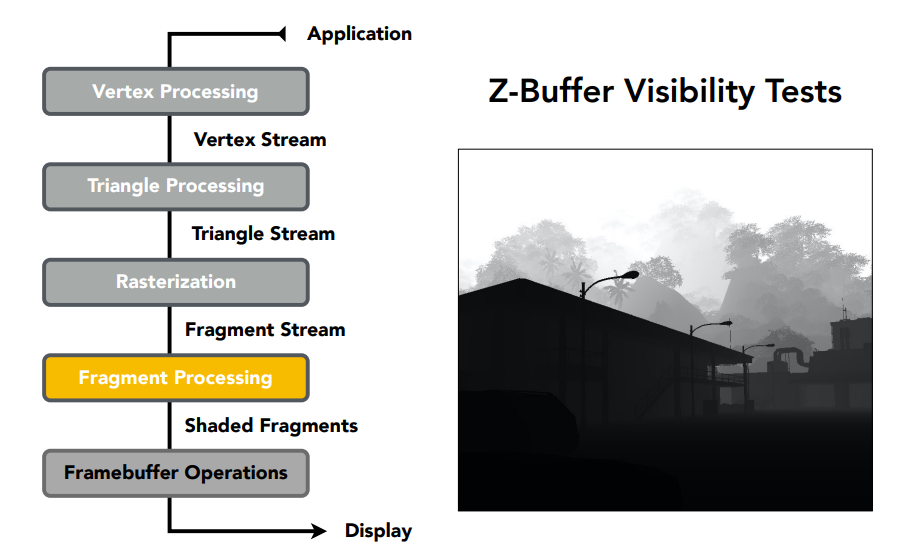 Application
Vertex Processing
Vertex Stream
Triangle Processing
Triangle Stream
Rasterization
Fragment Stream
Fragment Processing
Shaded Fragments
Framebuffer Operations
Display
Z-Buffer Visibility Tests